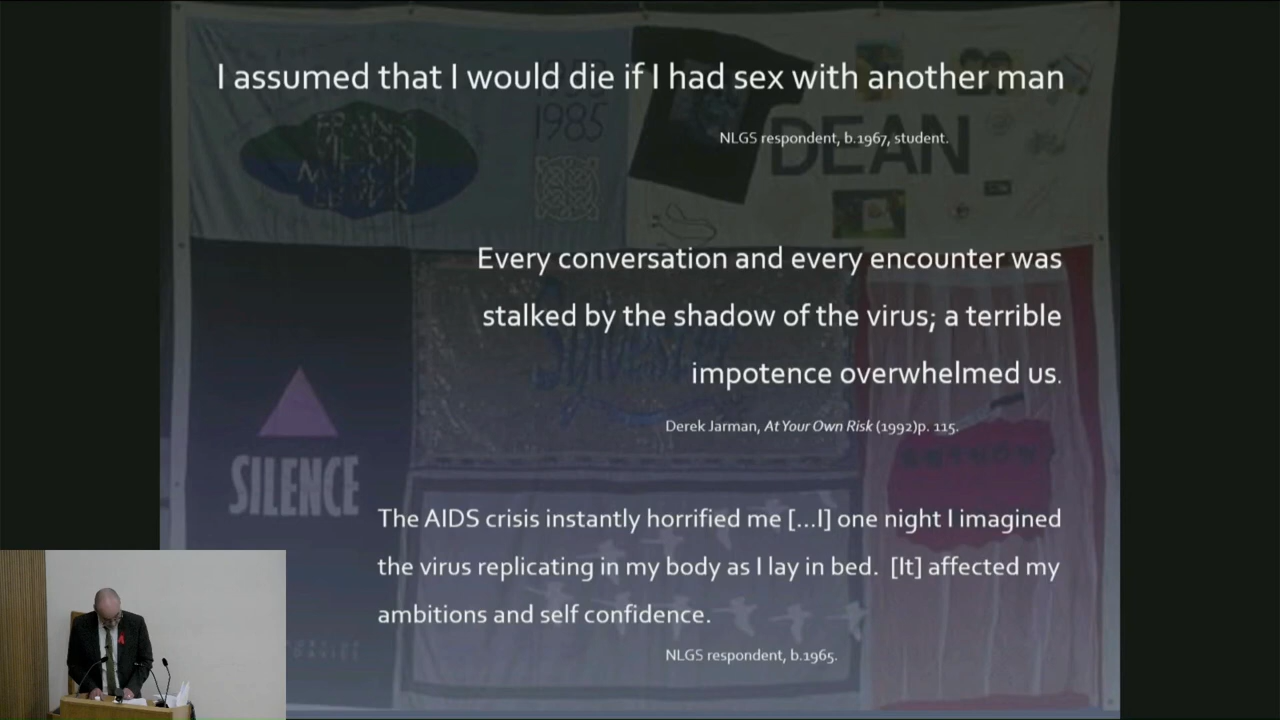 I assumed that I would die if I had sex with another man
NLGS respondent, b.1967, student.
1985
DEAN
Every conversation and every encounter was
stalked by the shadow of the virus; a terrible
impotence overwhelmed us.
Derek Jarman, At Your Own Risk (1992)p. 115.
SILENCE
The AIDS crisis instantly horrified me [...I] one night I imagined
the virus replicating in my body as I lay in bed.  [It] affected my
ambitions and self confidence.
NLGS respondent, b.1965.